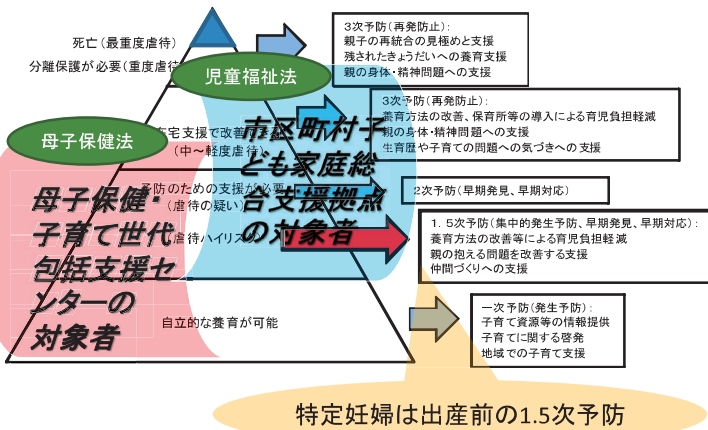 死亡(最重度虐待)
分離保護が必要(重度虐待
児童福祉法
母子保健法
宅支援で改善
(中~軽度虐待)
予防のための支援が必要
(虐待の疑い
虐待ハイリス
自立的な養育が可能
市区町村子
ども家庭総
合支援拠点
の対象者
母子保健・
子育て世代
包括支援セ
ンターの
対象者
3次予防(再発防止):
親子の再統合の見極めと支援
残されたきょうだいへの養育支援
親の身体・精神問題への支援
3次予防(再発防止):
養育方法の改善、保育所等の導入による育児負担軽減
親の身体・精神問題への支援
生育歴や子育ての問題への気づきへの支援
2次予防(早期発見、早期対応)
1.5次予防(集中的発生予防、早期発見、早期対応):
養育方法の改善等による育児負担軽減
親の抱える問題を改善する支援
仲間づくりへの支援
一次予防(発生予防):
子育て資源等の情報提供
子育てに関する啓発
地域での子育て支援
特定妊婦は出産前の1.5次予防